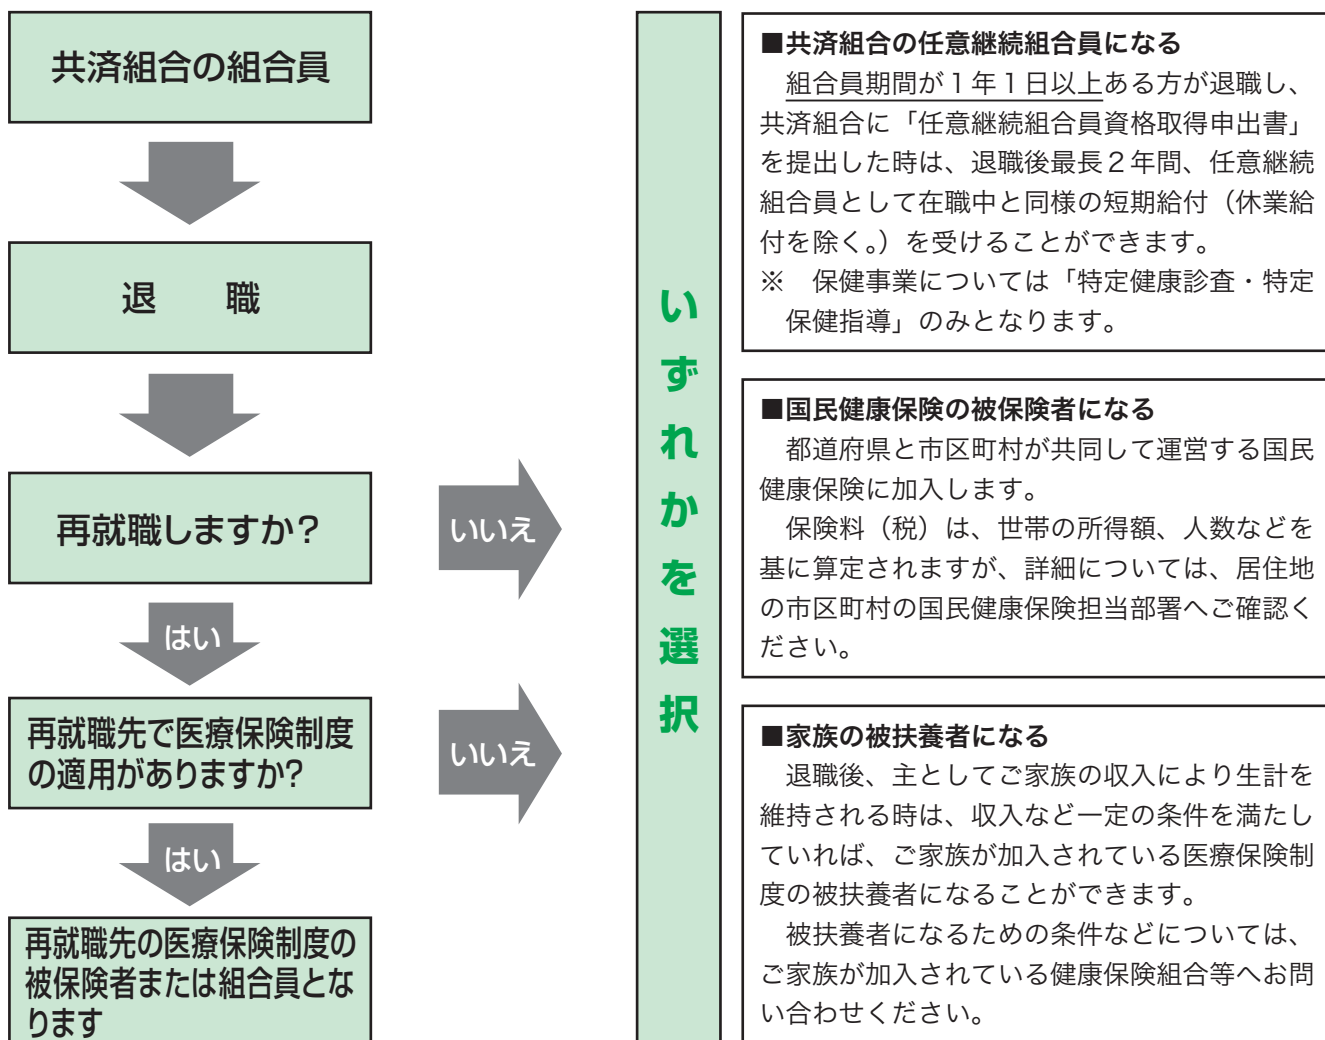 共済組合の組合員
退　　職
再就職しますか？
いいえ
はい
再就職先で医療保険制度
の適用がありますか？
いいえ
はい
再就職先の医療保険制度の
被保険者または組合員とな
ります
いずれかを選択
■共済組合の任意継続組合員になる
　組合員期間が１年１日以上ある方が退職し、
共済組合に「任意継続組合員資格取得申出書」
を提出した時は、退職後最長２年間、任意継続
組合員として在職中と同様の短期給付（休業給
付を除く。）を受けることができます。
※　保健事業については「特定健康診査・特定
保健指導」のみとなります。
■国民健康保険の被保険者になる
　都道府県と市区町村が共同して運営する国民
健康保険に加入します。
　保険料（税）は、世帯の所得額、人数などを
基に算定されますが、詳細については、居住地
の市区町村の国民健康保険担当部署へご確認く
ださい。
■家族の被扶養者になる
　退職後、主としてご家族の収入により生計を
維持される時は、収入など一定の条件を満たし
ていれば、ご家族が加入されている医療保険制
度の被扶養者になることができます。
　被扶養者になるための条件などについては、
ご家族が加入されている健康保険組合等へお問
い合わせください。